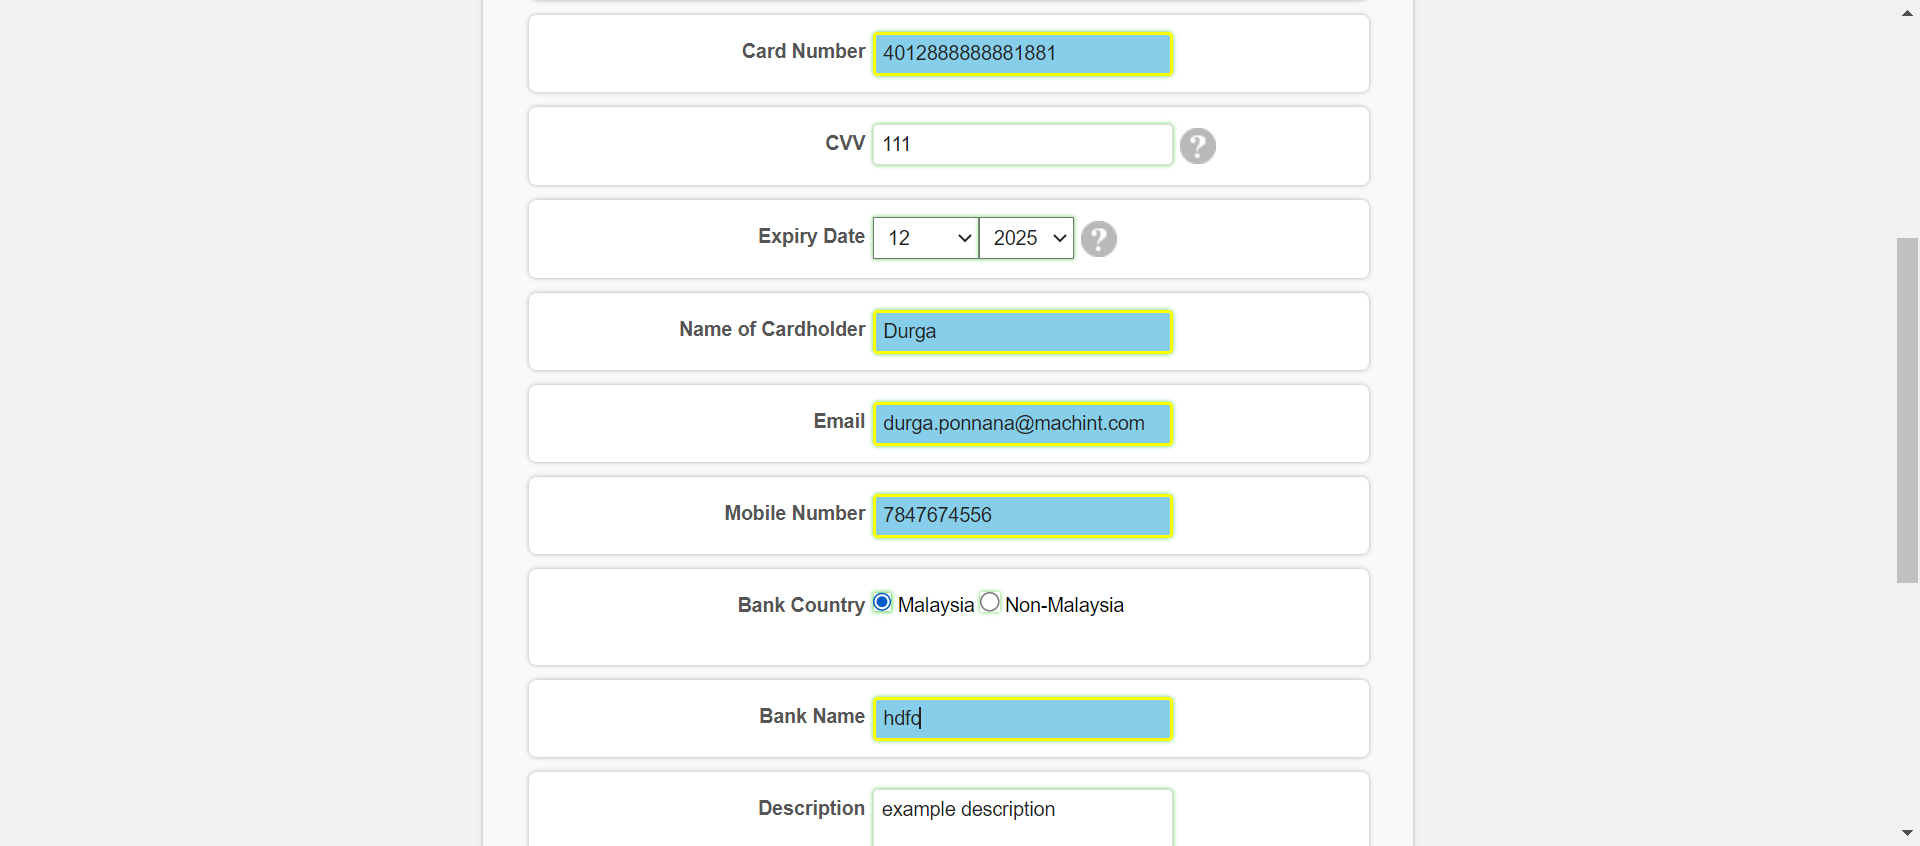 Card Number 4012888888881881
CVV 111 ?
Expiry Date 12 2025 ?
Name of Cardholder Durga
Email durga.ponnana@machint.com
Mobile Number 7847674556
Bank Country Malaysia Non-Malaysia
Bank Name hdfc
Description example description